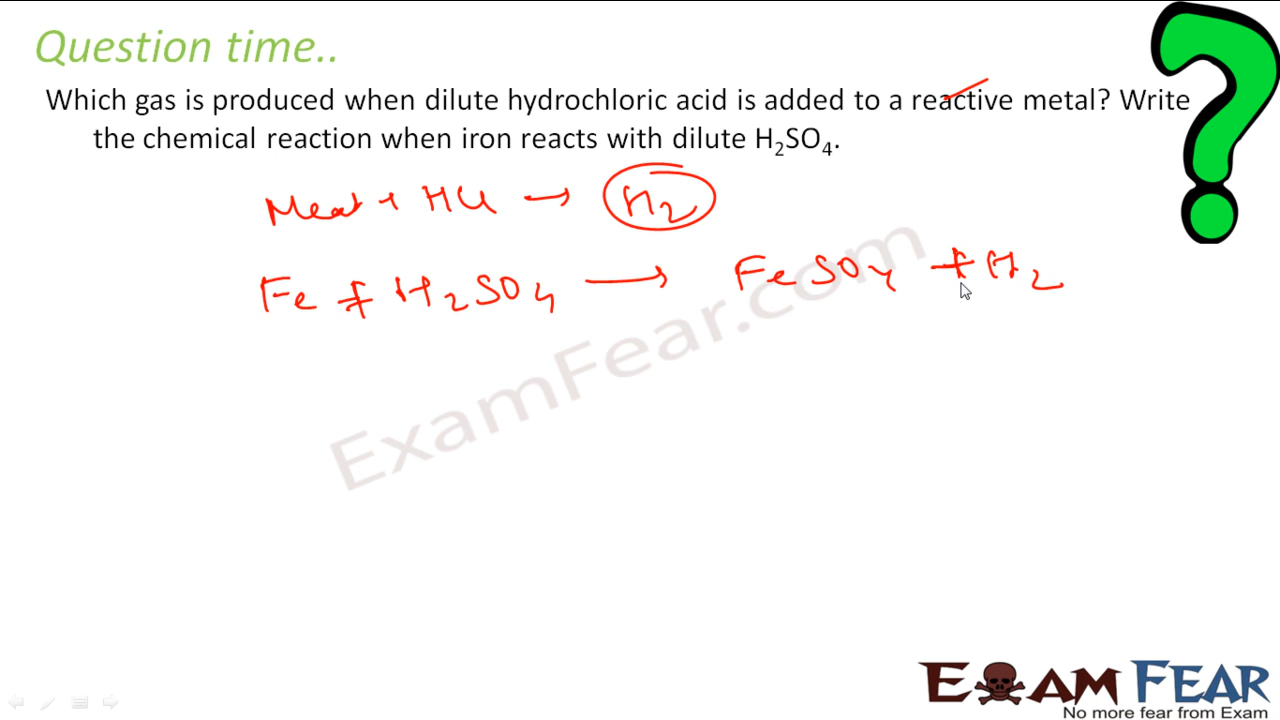 Question time..
Which gas is produced when dilute hydrochloric acid is added to a reactive metal? Write
the chemical reaction when iron reacts with dilute H₂SO₄.
Meat + HCl → H₂
Fe + H₂SO₄ → FeSO₄ + H₂
ExamFear.com
EXAM FEAR
No more fear from Exam